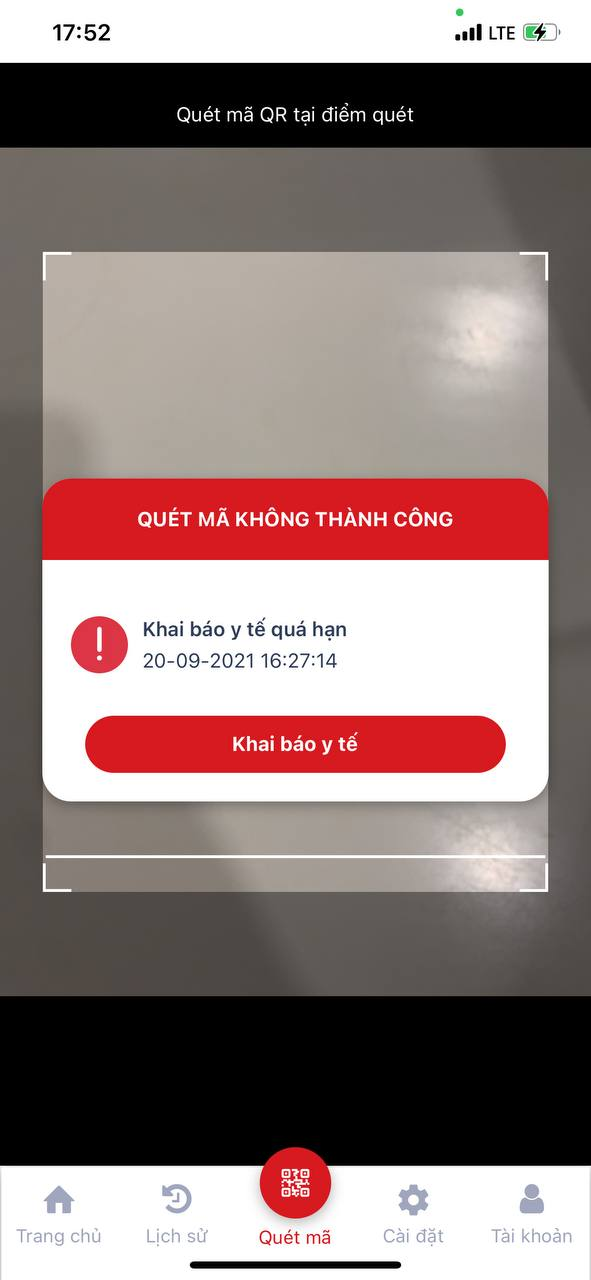 17:52
LTE
Quét mã QR tại điểm quét
QUÉT MÃ KHÔNG THÀNH CÔNG
Khai báo y tế quá hạn
20-09-2021 16:27:14
Khai báo y tế
Trang chủ
Lịch sử
Quét mã
Cài đặt
Tài khoản